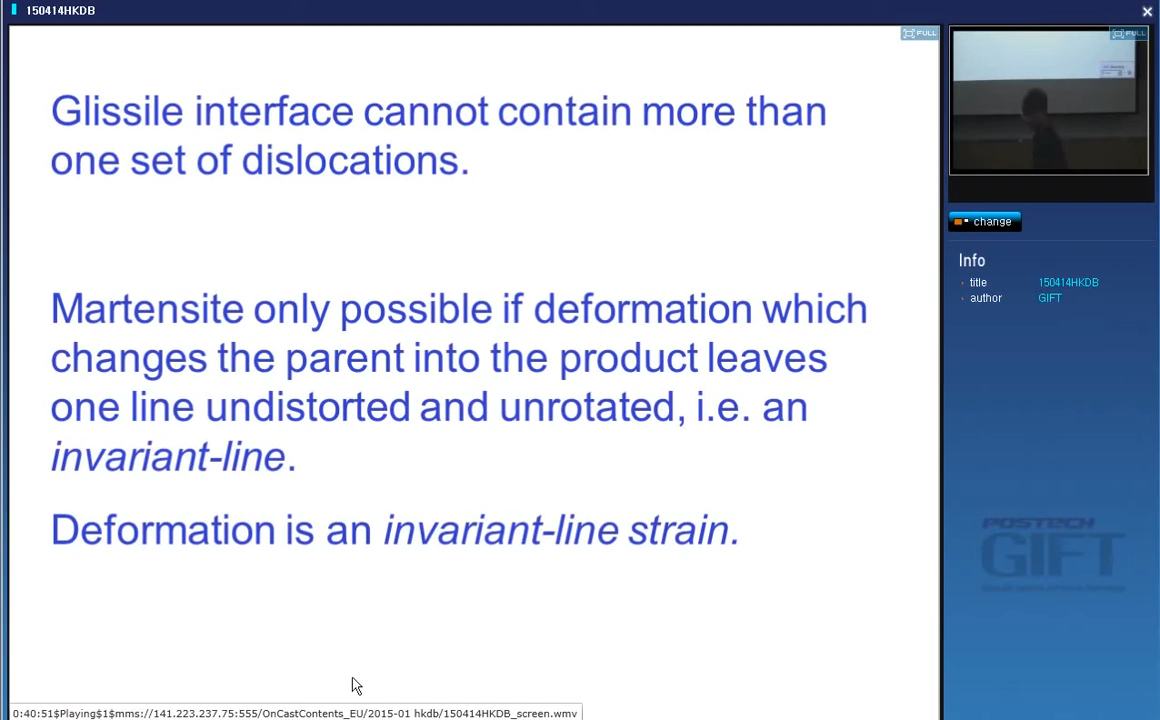 150414HKDB
FULL
FULL
Glissile interface cannot contain more than
one set of dislocations.
Martensite only possible if deformation which
changes the parent into the product leaves
one line undistorted and unrotated, i.e. an
invariant-line.
Deformation is an invariant-line strain.
change
Info
title 150414HKDB
author GIFT
POSTECH
GIFT
0:40:51$Playing$1$mms://141.223.237.75:555/OnCastContents_EU/2015-01 hkdb/150414HKDB_screen.wmv